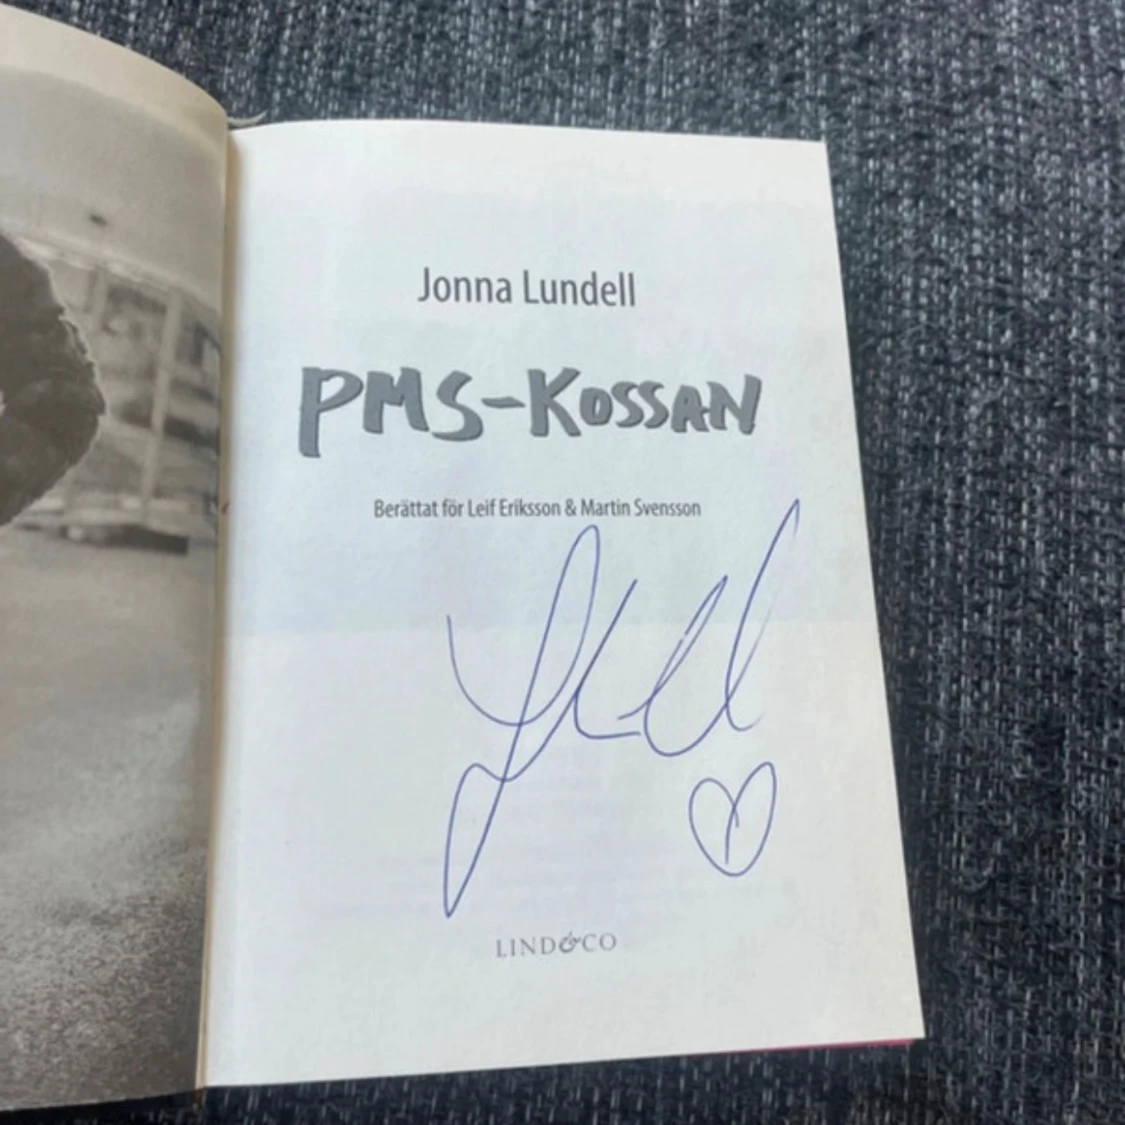 Jonna Lundell
PMS-KOSSAN
Berättat för Leif Eriksson & Martin Svensson
LIND&CO